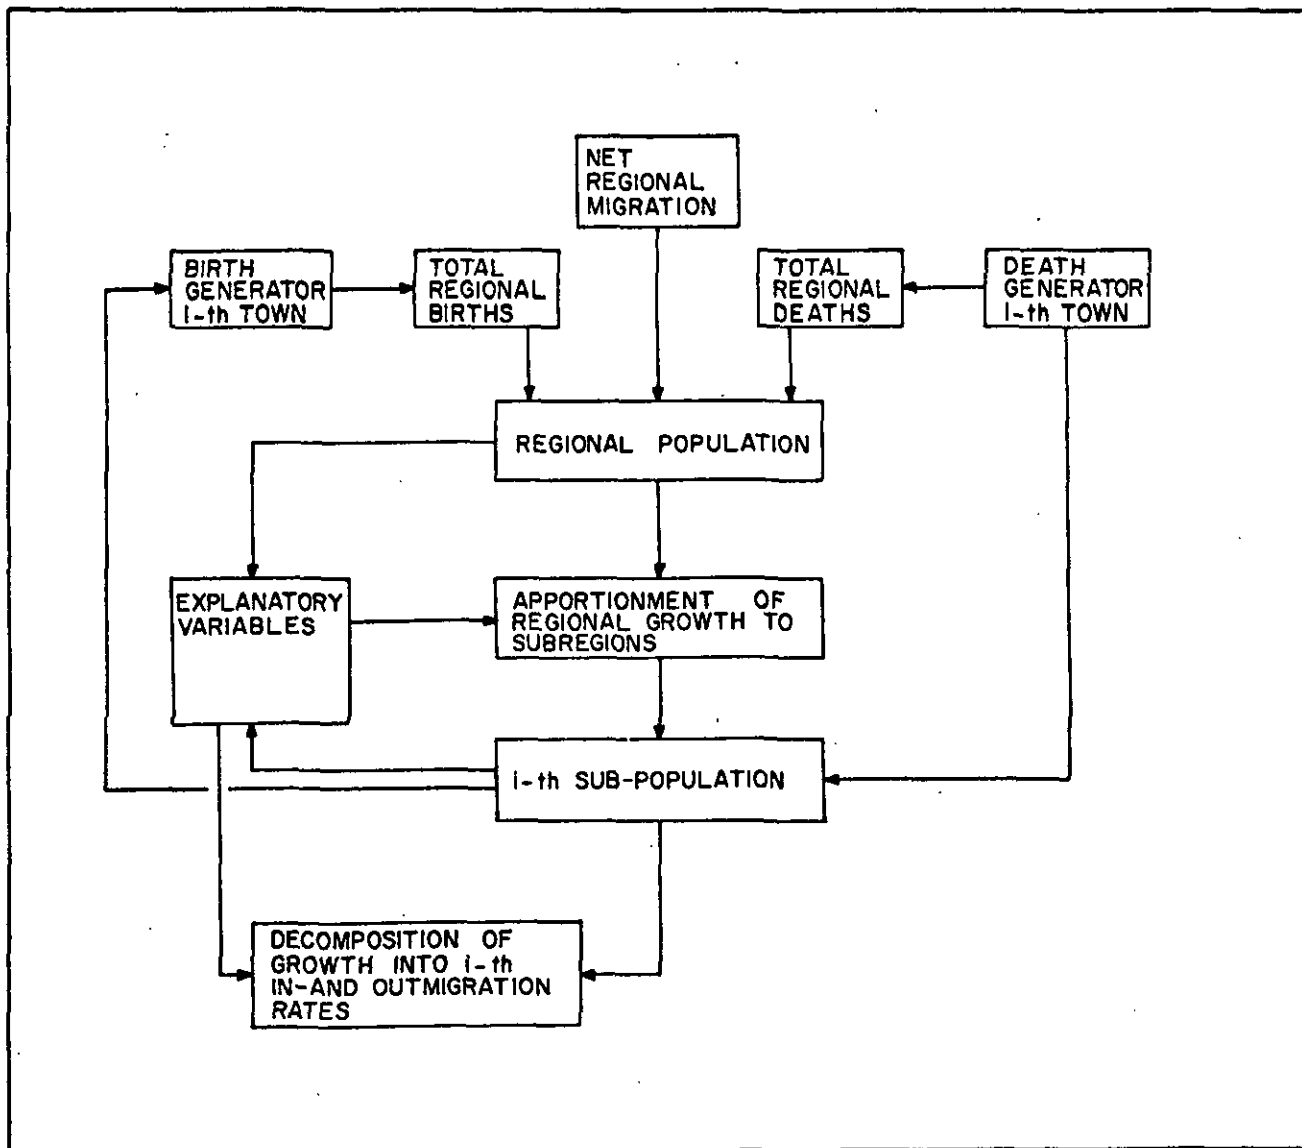 NET
REGIONAL
MIGRATION
BIRTH
GENERATOR
I-th TOWN
TOTAL
REGIONAL
BIRTHS
TOTAL
REGIONAL
DEATHS
DEATH
GENERATOR
I-th TOWN
REGIONAL POPULATION
EXPLANATORY
VARIABLES
APPORTIONMENT OF
REGIONAL GROWTH TO
SUBREGIONS
i-th SUB-POPULATION
DECOMPOSITION OF
GROWTH INTO i-th
IN-AND OUTMIGRATION
RATES